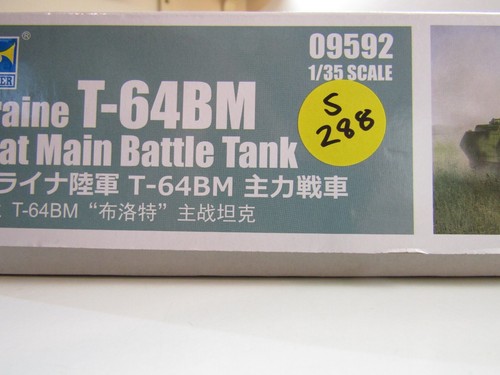 ®
09592
1/35 SCALE
raine T-64BM
at Main Battle Tank
S
288
ライナ陸軍 T-64BM 主力戦車
T-64BM “布洛特” 主战坦克